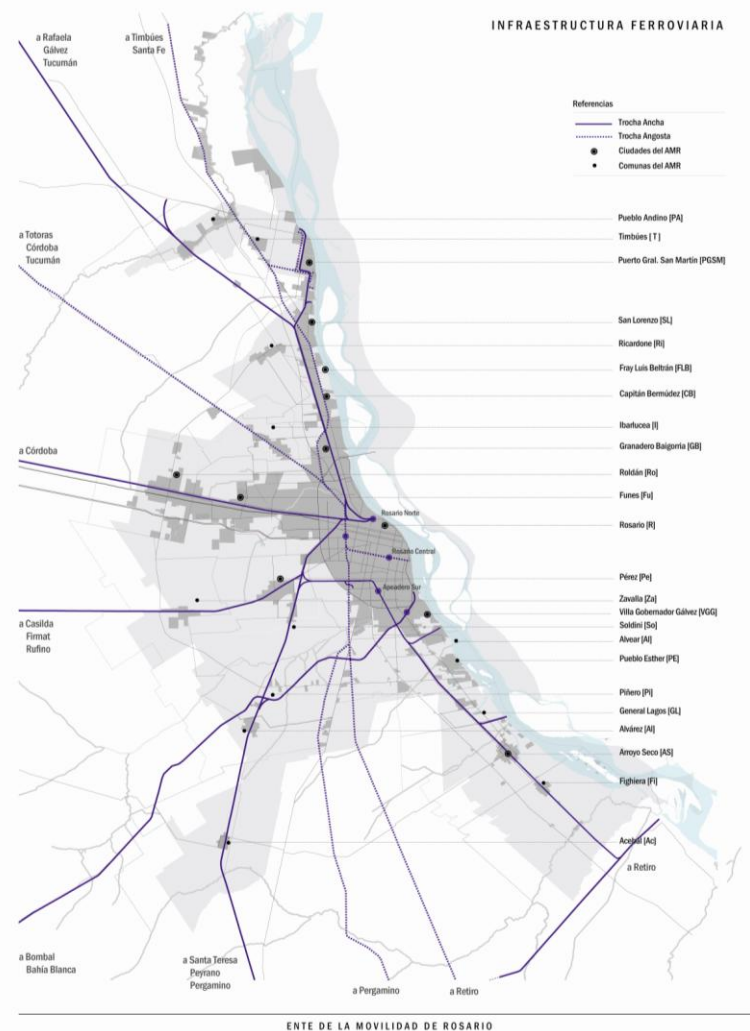 INFRAESTRUCTURA FERROVIARIA
a Rafaela
Gálvez
Tucumán
a Timbúes
Santa Fe
Referencias
Trocha Ancha
Trocha Angosta
Ciudades del AMR
Comunas del AMR
Pueblo Andino [PA]
Timbúes [ T ]
Puerto Gral. San Martín [PGSM]
a Totoras
Córdoba
Tucumán
San Lorenzo [SL]
Ricardone [Ri]
Fray Luis Beltrán [FLB]
Capitán Bermúdez [CB]
Ibarlucea [I]
Granadero Baigorria [GB]
a Córdoba
Roldán [Ro]
Funes [Fu]
Rosario Norte
Rosario [R]
Rosario Central
Pérez [Pe]
Apeadero Sur
Zavalla [Za]
Villa Gobernador Gálvez [VGG]
Soldini [So]
a Casilda
Firmat
Rufino
Alvear [Al]
Pueblo Esther [PE]
Piñero [Pi]
General Lagos [GL]
Alvárez [Al]
Arroyo Seco [AS]
Fighiera [Fi]
Acebal [Ac]
a Retiro
a Bombal
Bahía Blanca
a Santa Teresa
Peyrano
Pergamino
a Pergamino
a Retiro
ENTE DE LA MOVILIDAD DE ROSARIO